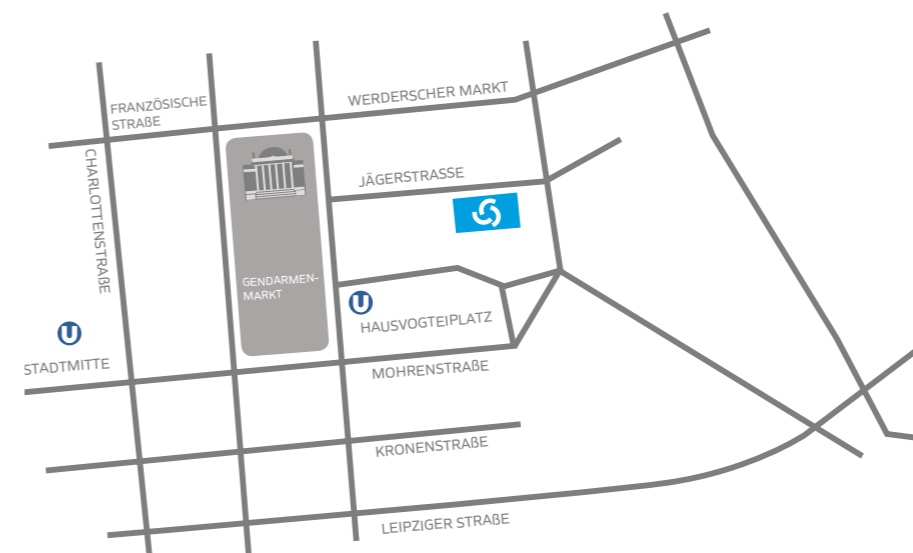 FRANZÖSISCHE
STRAßE
WERDERSCHER MARKT
CHARLOTTENSTRAßE
JÄGERSTRASSE
GENDARMEN-
MARKT
U
HAUSVOGTEIPLATZ
U
STADTMITTE
MOHRENSTRAßE
KRONENSTRAßE
LEIPZIGER STRAßE